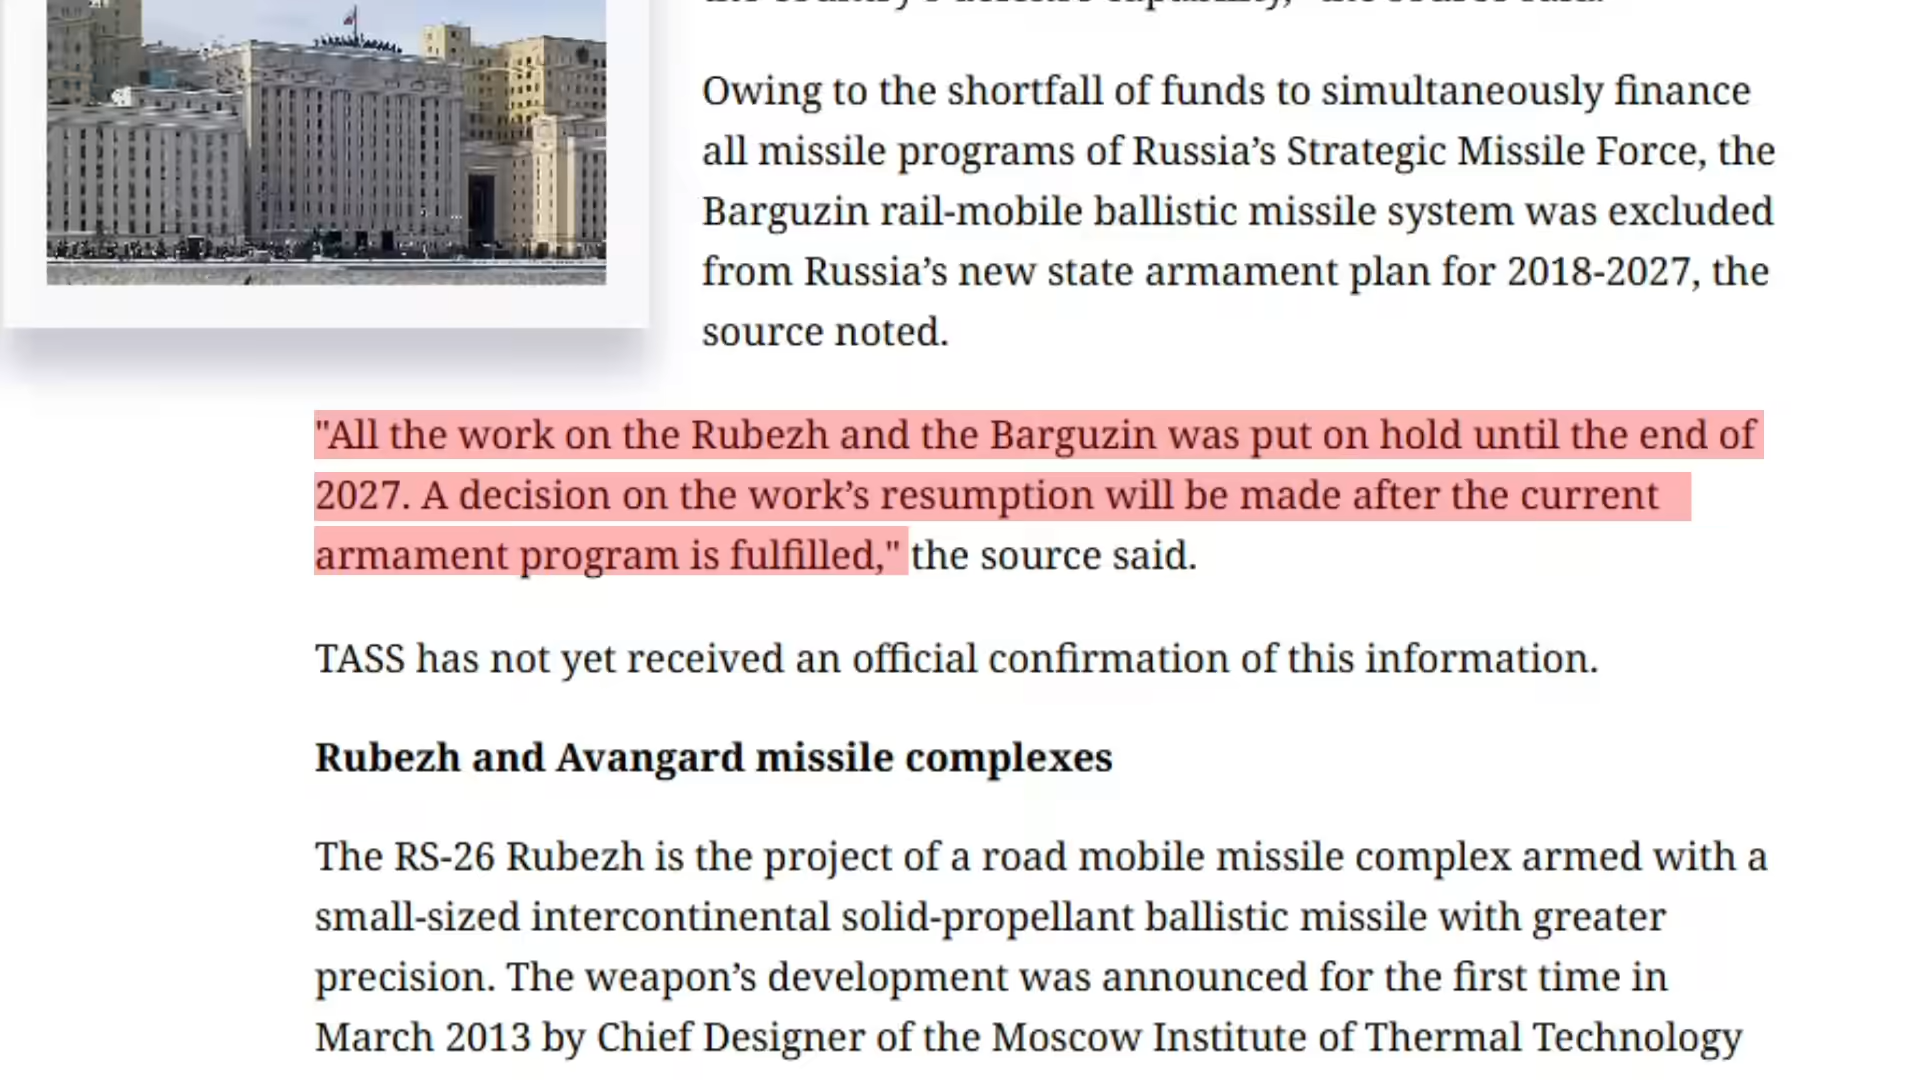 the country's defense capability," the source said.
Owing to the shortfall of funds to simultaneously finance
all missile programs of Russia’s Strategic Missile Force, the
Barguzin rail-mobile ballistic missile system was excluded
from Russia’s new state armament plan for 2018-2027, the
source noted.
"All the work on the Rubezh and the Barguzin was put on hold until the end of
2027. A decision on the work’s resumption will be made after the current
armament program is fulfilled," the source said.
TASS has not yet received an official confirmation of this information.
Rubezh and Avangard missile complexes
The RS-26 Rubezh is the project of a road mobile missile complex armed with a
small-sized intercontinental solid-propellant ballistic missile with greater
precision. The weapon’s development was announced for the first time in
March 2013 by Chief Designer of the Moscow Institute of Thermal Technology